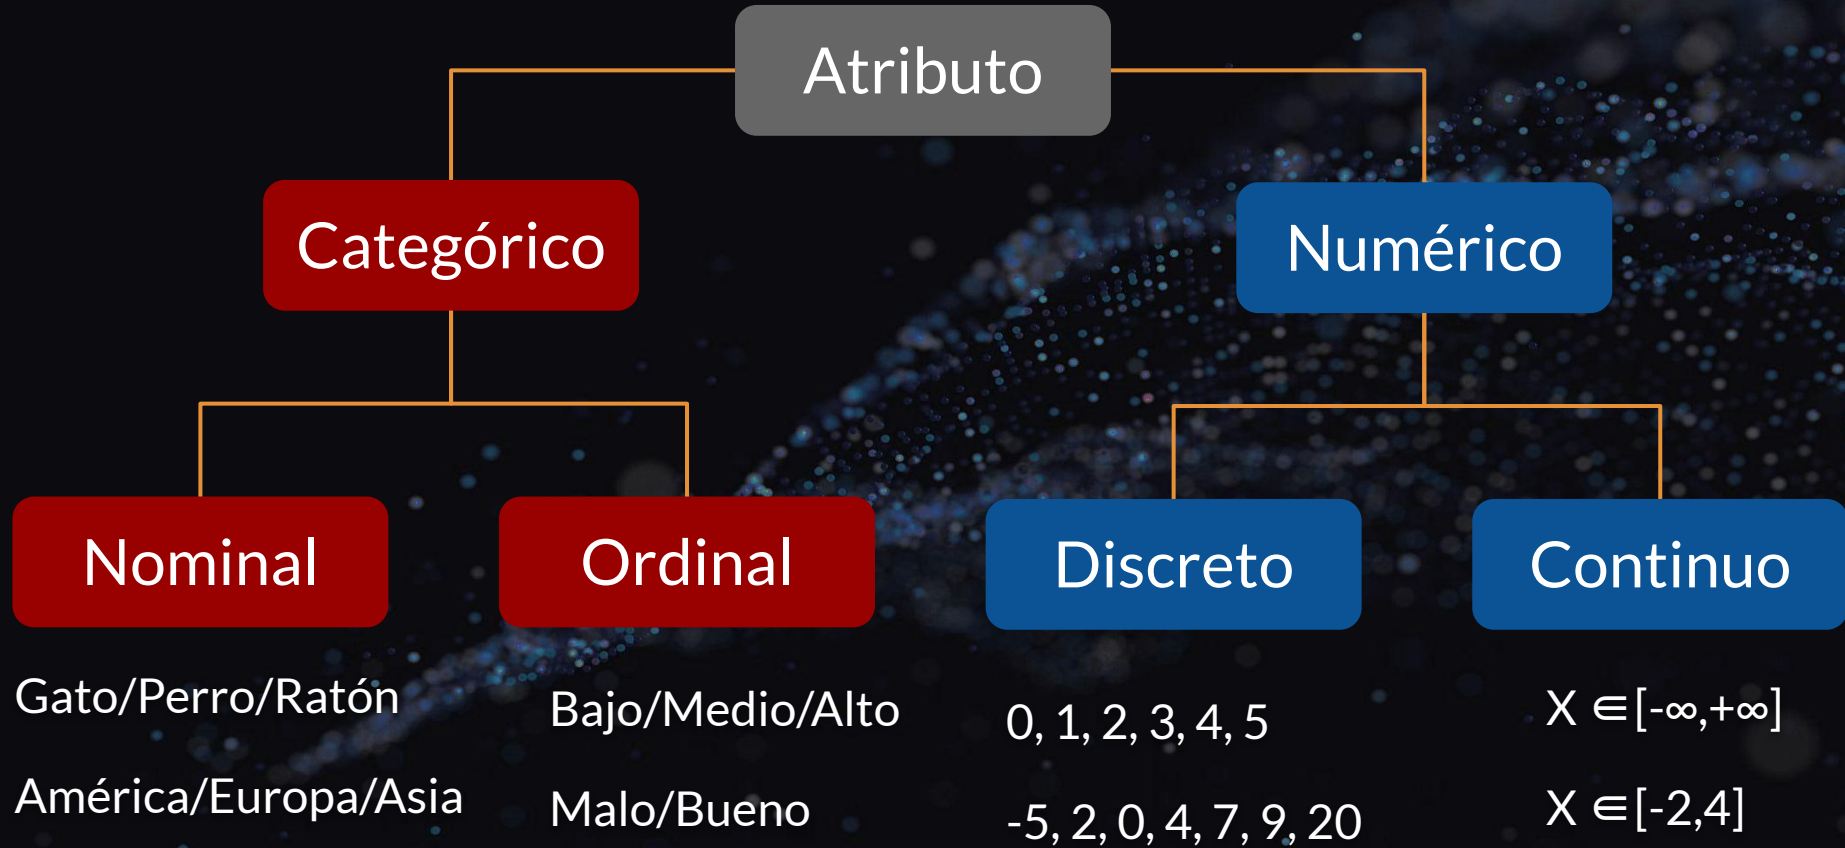 Atributo
Categórico
Numérico
Nominal
Ordinal
Discreto
Continuo
Gato/Perro/Ratón
Bajo/Medio/Alto
0, 1, 2, 3, 4, 5
X ∈[-∞,+∞]
América/Europa/Asia
Malo/Bueno
-5, 2, 0, 4, 7, 9, 20
X ∈[-2,4]